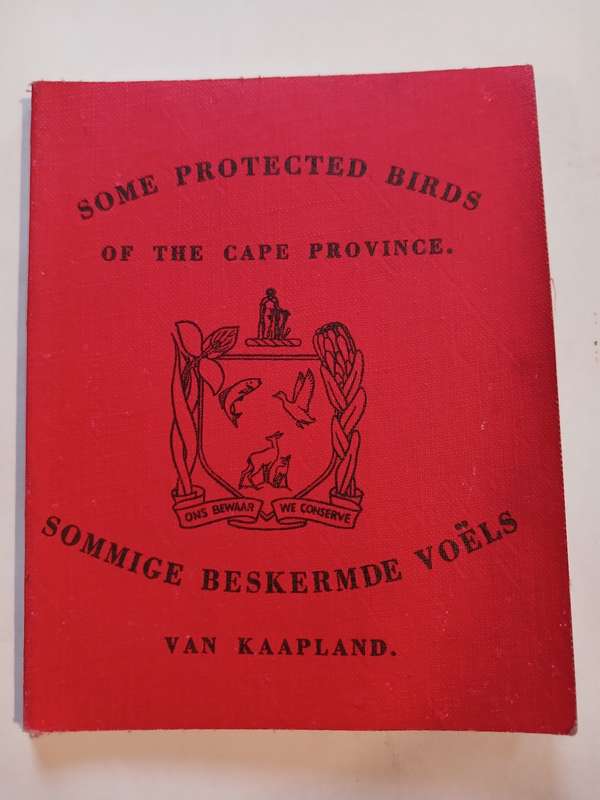 SOME PROTECTED BIRDS
OF THE CAPE PROVINCE.
ONS BEWAAR WE CONSERVE
SOMMIGE BESKERMDE VOËLS
VAN KAAPLAND.